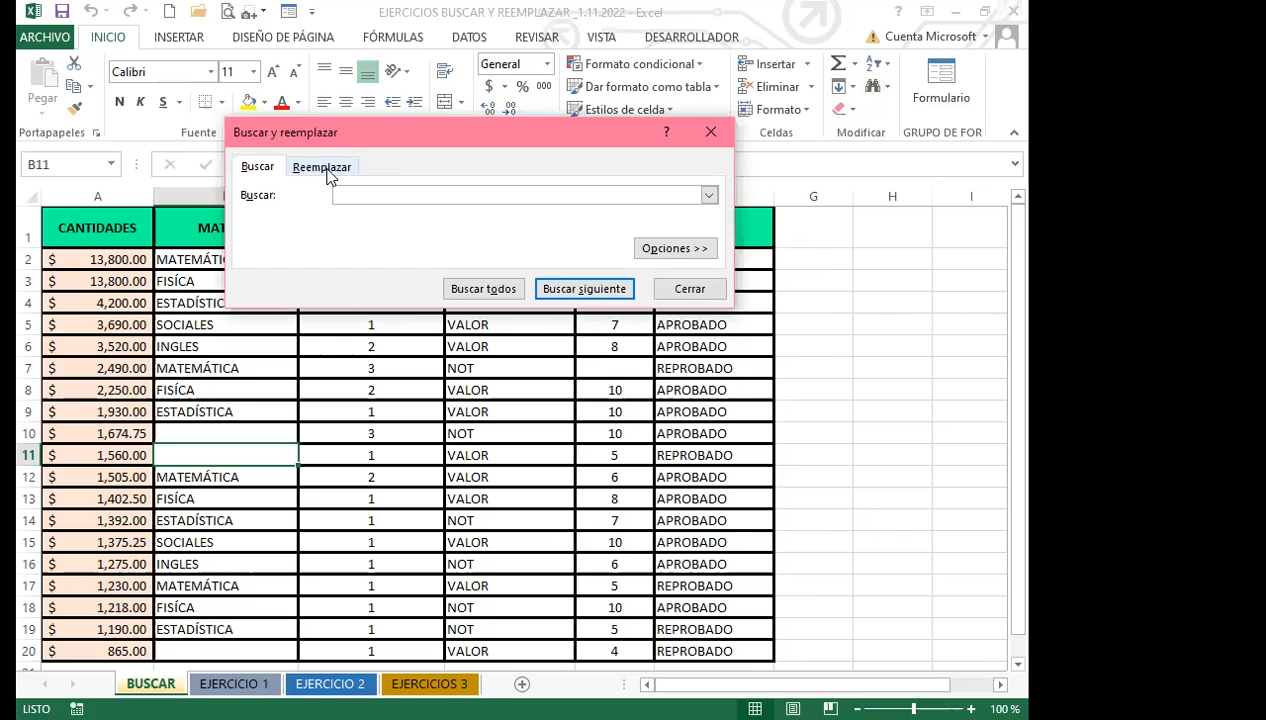 EJERCICIOS BUSCAR Y REEMPLAZAR_1.11.2022 - Excel
ARCHIVO INICIO INSERTAR DISEÑO DE PÁGINA FÓRMULAS DATOS REVISAR VISTA DESARROLLADOR Cuenta Microsoft
Pegar Calibri 11 General Formato condicional Insertar
Dar formato como tabla Eliminar Formulario
N K S $ % 000 Estilos de celda Formato
Portapapeles Fuente Celdas Modificar GRUPO DE FOR
Buscar y reemplazar ?
B11
Buscar Reemplazar
Buscar:
Opciones >>
Buscar todos Buscar siguiente Cerrar
A G H I
1 CANTIDADES
2 $ 13,800.00
3 $ 13,800.00 FISÍCA
4 $ 4,200.00
5 $ 3,690.00 SOCIALES 1 VALOR 7 APROBADO
6 $ 3,520.00 INGLES 2 VALOR 8 APROBADO
7 $ 2,490.00 MATEMÁTICA 3 NOT REPROBADO
8 $ 2,250.00 FISÍCA 2 VALOR 10 APROBADO
9 $ 1,930.00 ESTADÍSTICA 1 VALOR 10 APROBADO
10 $ 1,674.75 3 NOT 10 APROBADO
11 $ 1,560.00 1 VALOR 5 REPROBADO
12 $ 1,505.00 MATEMÁTICA 2 VALOR 6 APROBADO
13 $ 1,402.50 FISÍCA 1 VALOR 8 APROBADO
14 $ 1,392.00 ESTADÍSTICA 1 NOT 7 APROBADO
15 $ 1,375.25 SOCIALES 1 VALOR 10 APROBADO
16 $ 1,275.00 INGLES 1 NOT 6 APROBADO
17 $ 1,230.00 MATEMÁTICA 1 VALOR 5 REPROBADO
18 $ 1,218.00 FISÍCA 1 NOT 10 APROBADO
19 $ 1,190.00 ESTADÍSTICA 1 NOT 5 REPROBADO
20 $ 865.00 1 VALOR 4 REPROBADO
BUSCAR EJERCICIO 1 EJERCICIO 2 EJERCICIOS 3
LISTO 100 %